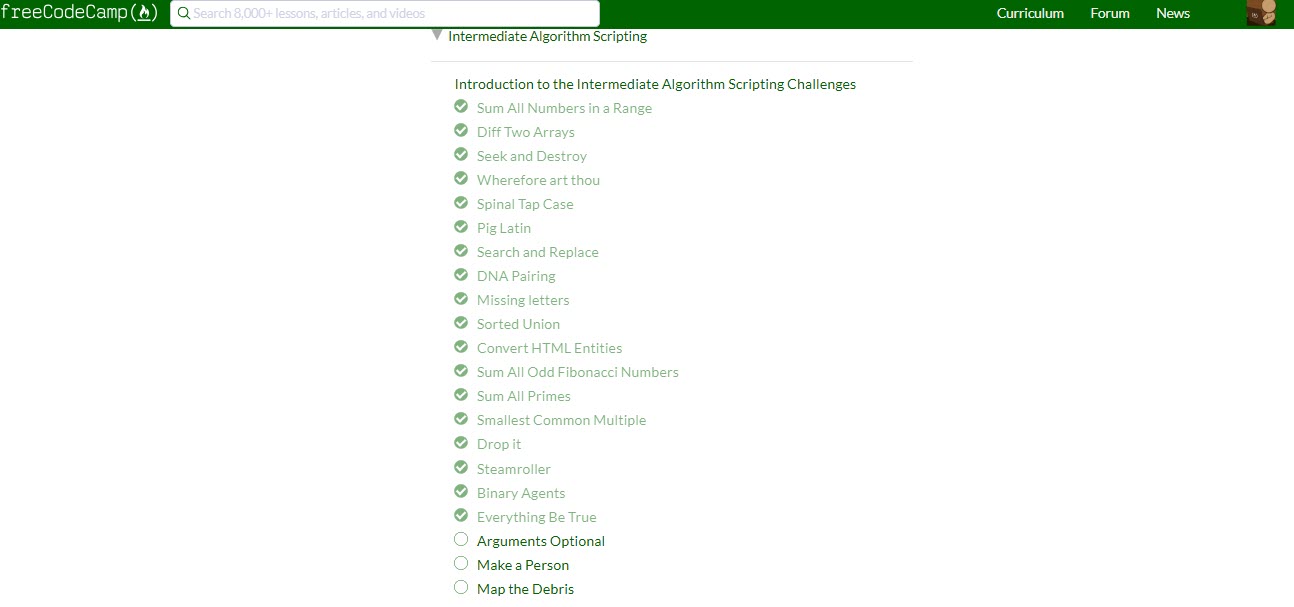 freeCodeCamp Search 8,000+ lessons, articles, and videos Curriculum Forum News
Intermediate Algorithm Scripting
Introduction to the Intermediate Algorithm Scripting Challenges
Sum All Numbers in a Range
Diff Two Arrays
Seek and Destroy
Wherefore art thou
Spinal Tap Case
Pig Latin
Search and Replace
DNA Pairing
Missing letters
Sorted Union
Convert HTML Entities
Sum All Odd Fibonacci Numbers
Sum All Primes
Smallest Common Multiple
Drop it
Steamroller
Binary Agents
Everything Be True
Arguments Optional
Make a Person
Map the Debris